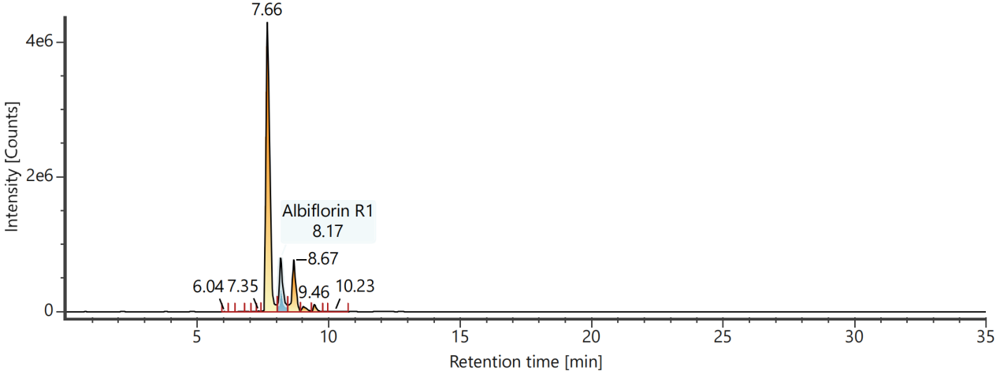 7.66
4e6
Intensity [Counts]
2e6
Albiflorin R1
8.17
8.67
6.04 7.35 9.46 10.23
0
5 10 15 20 25 30 35
Retention time [min]